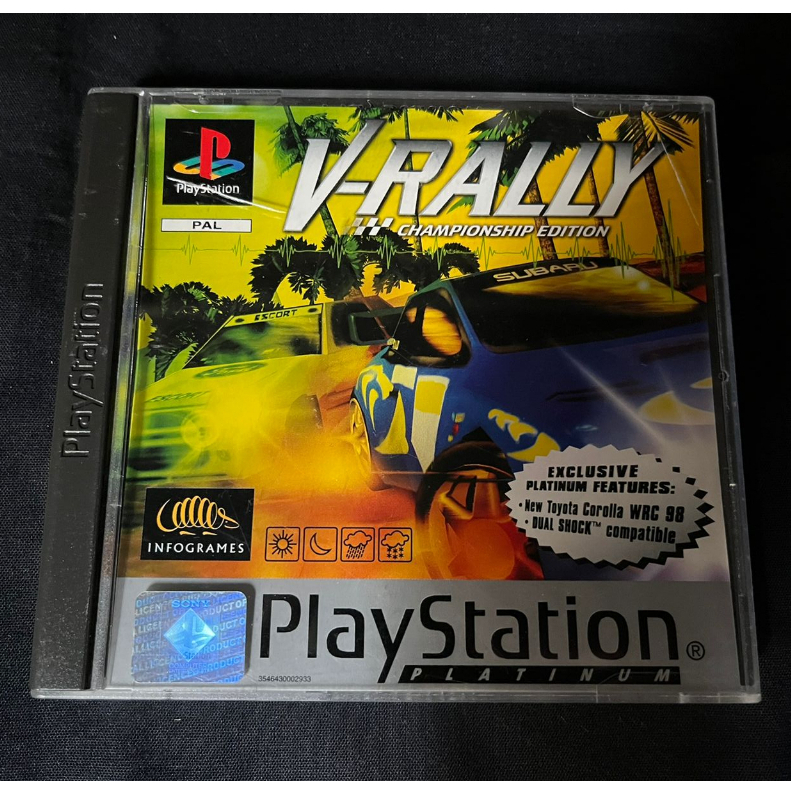 PlayStation
PlayStation
PAL
V-RALLY
CHAMPIONSHIP EDITION
SUBARU
ESCORT
EXCLUSIVE
PLATINUM FEATURES:
• New Toyota Corolla WRC 98
• DUAL SHOCK™ compatible
INFOGRAMES
SONY
PlayStation®
PLATINUM
3546430002933